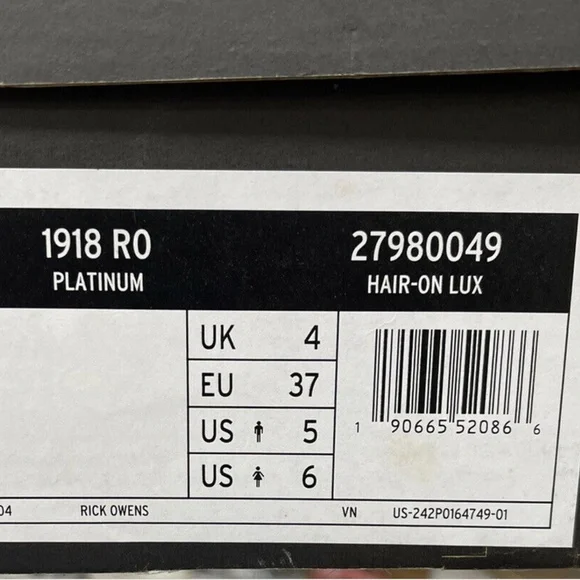 1918 RO 27980049
PLATINUM HAIR-ON LUX
UK 4
EU 37
US 5
US 6
1 90665 52086 6
04 RICK OWENS VN US-242P0164749-01